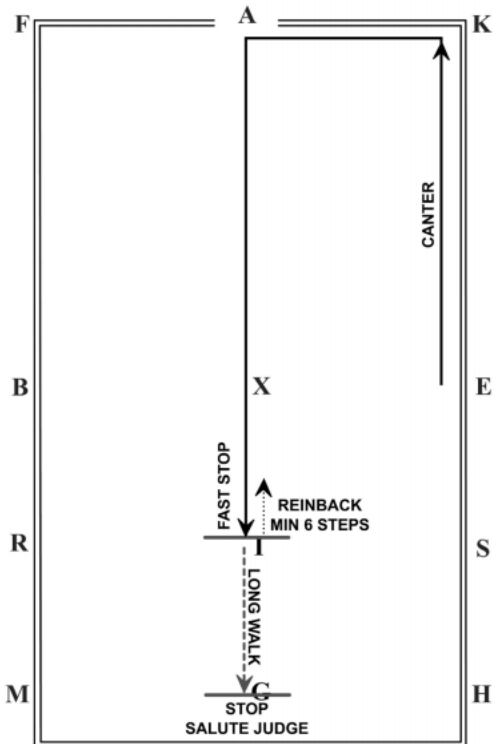 F A K
CANTER
B X E
FAST STOP
REINBACK
MIN 6 STEPS
R I S
LONG WALK
M G H
STOP
SALUTE JUDGE